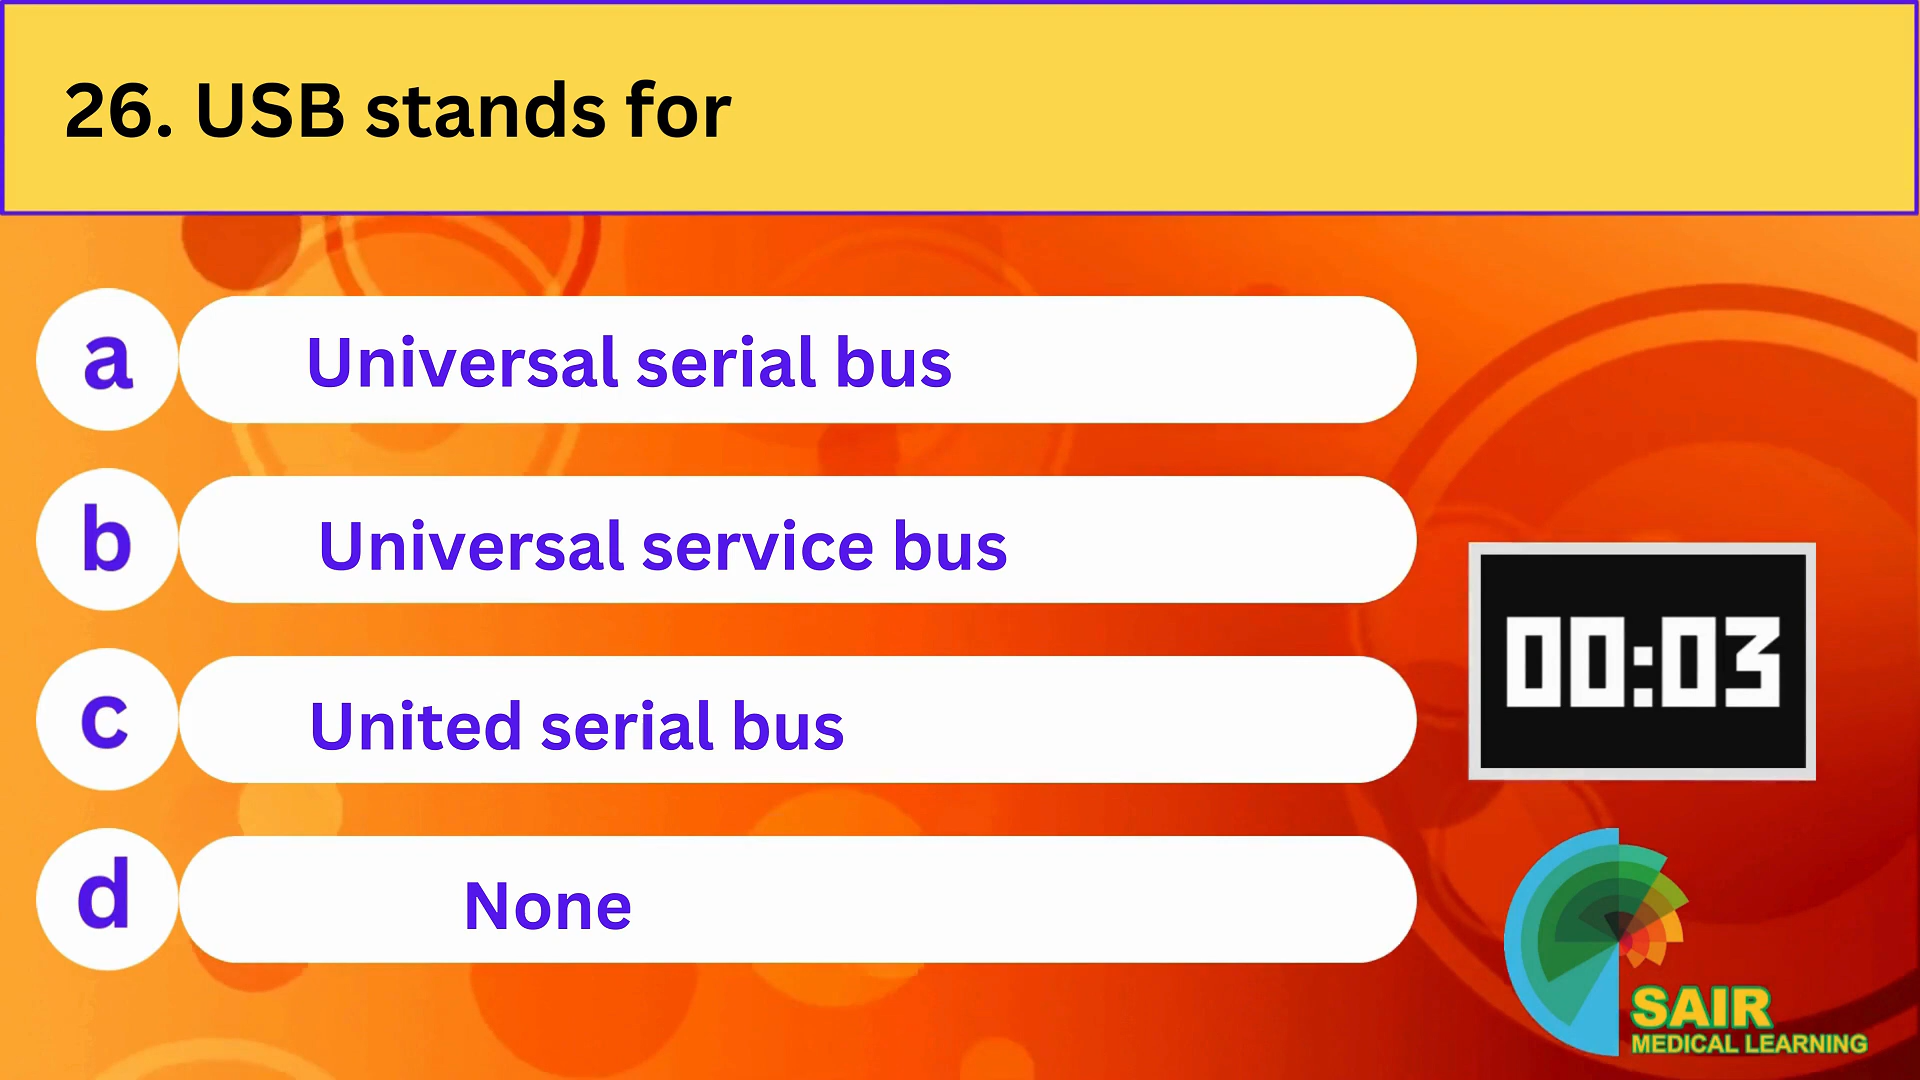 26. USB stands for
a
Universal serial bus
b
Universal service bus
c
United serial bus
00:03
d
None
SAIR
MEDICAL LEARNING